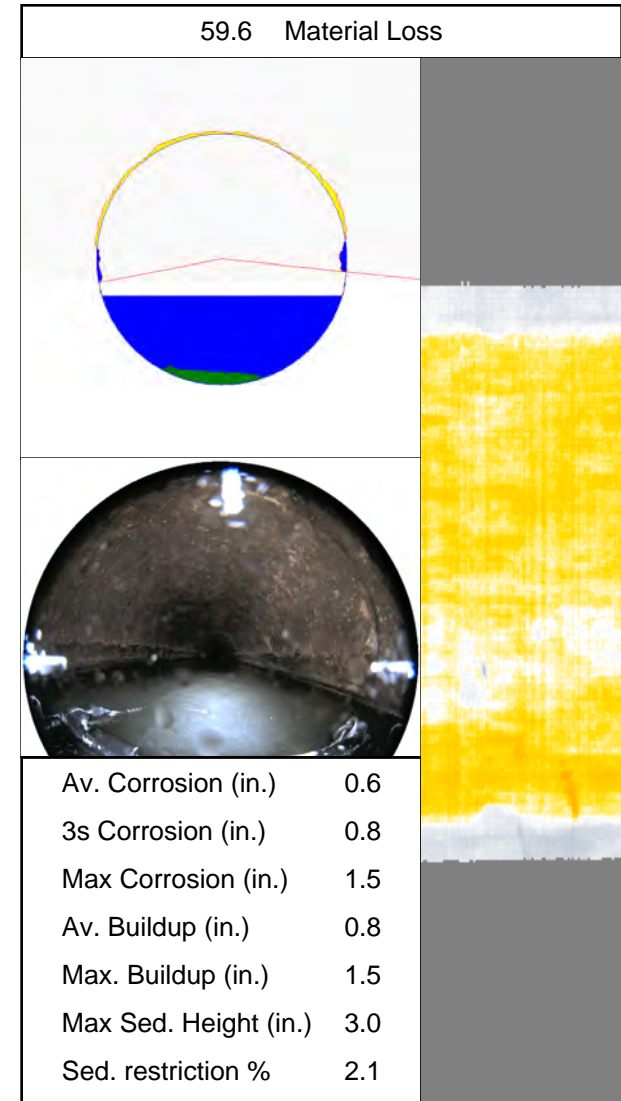 59.6 Material Loss
Av. Corrosion (in.) 0.6
3s Corrosion (in.) 0.8
Max Corrosion (in.) 1.5
Av. Buildup (in.) 0.8
Max. Buildup (in.) 1.5
Max Sed. Height (in.) 3.0
Sed. restriction % 2.1